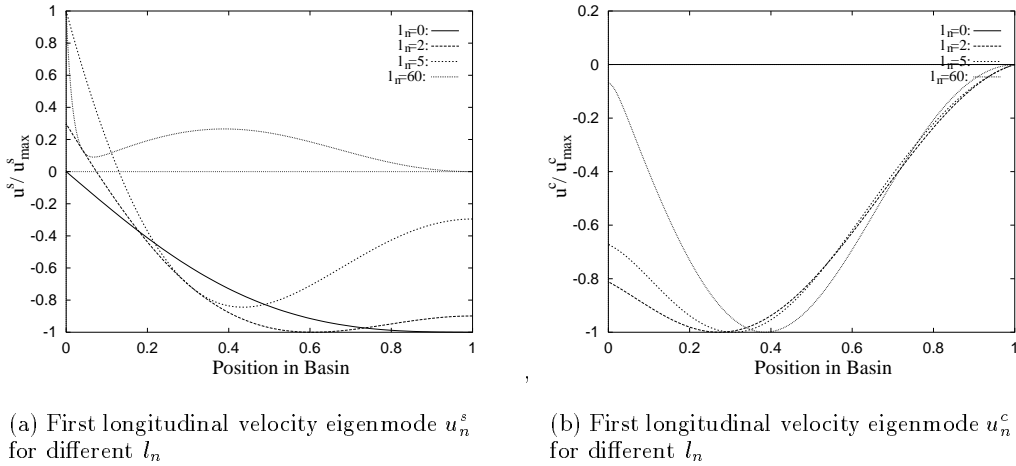 1
0.8
0.6
0.4
0.2
0
-0.2
-0.4
-0.6
-0.8
-1
0 0.2 0.4 0.6 0.8 1
u^s/ u^s_max
Position in Basin
l_n=0:
l_n=2:
l_n=5:
l_n=60:
,
0.2
0
-0.2
-0.4
-0.6
-0.8
-1
0 0.2 0.4 0.6 0.8 1
u^c/ u^c_max
Position in Basin
l_n=0:
l_n=2:
l_n=5:
l_n=60:
(a) First longitudinal velocity eigenmode u_n^s
for different l_n
(b) First longitudinal velocity eigenmode u_n^c
for different l_n